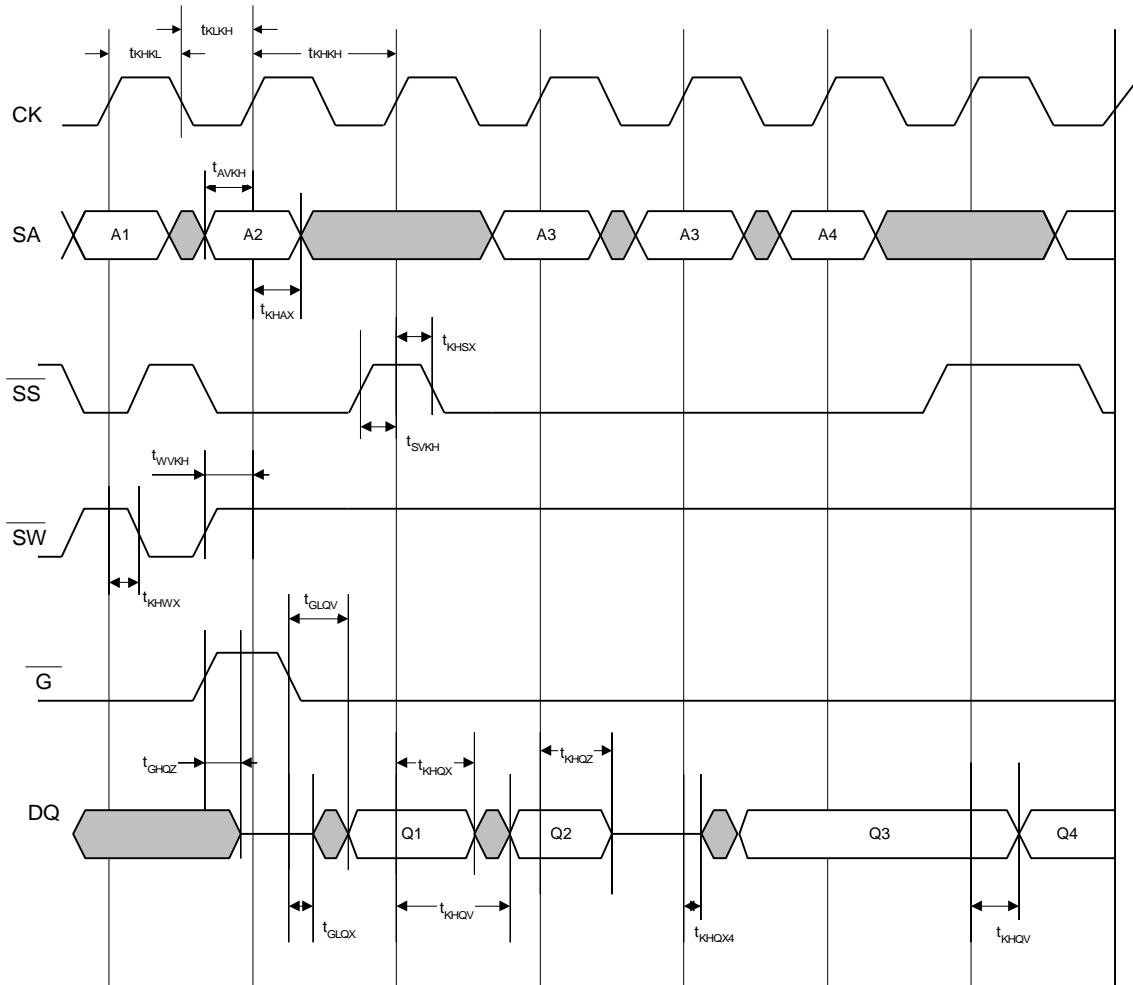 tKLKH
tKHKL
tKHKH
CK
tAVKH
SA
A1
A2
A3
A3
A4
tKHAX
tKHSX
SS
tSVKH
tWVKH
SW
tKHWX
tGLQV
G
tGHQZ
tKHQX
tKHQZ
DQ
Q1
Q2
Q3
Q4
tKHQV
tGLQX
tKHQX4
tKHQV